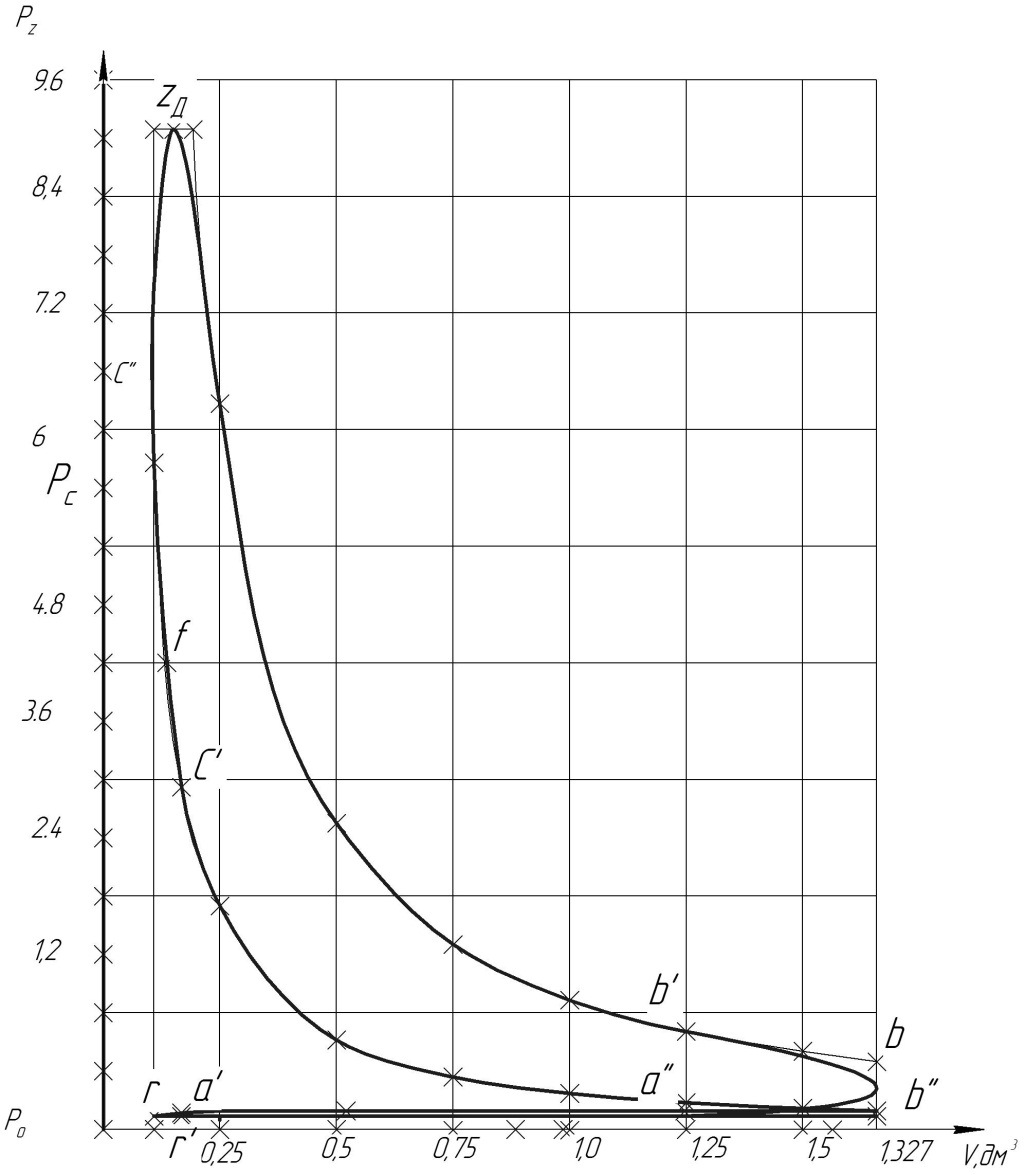 P_z
9.6
z_Д
8,4
7.2
C"
6
P_c
4.8
f
3.6
C'
2.4
1,2
b'
b
r
a'
a"
b"
P_0
r'
0,25
0,5
0,75
1,0
1,25
1,5
1,327
V,дм³